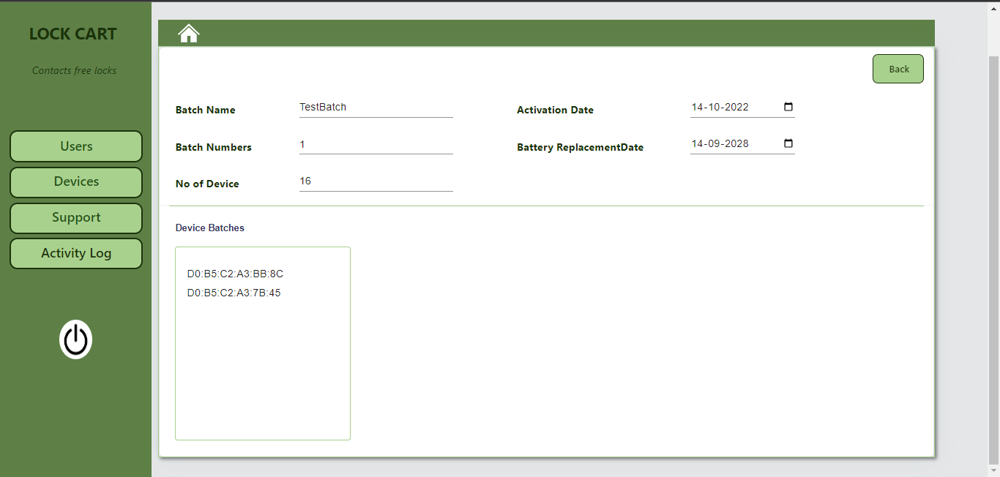 LOCK CART
Contacts free locks
Users
Devices
Support
Activity Log
Back
Batch Name TestBatch Activation Date 14-10-2022
Batch Numbers 1 Battery ReplacementDate 14-09-2028
No of Device 16
Device Batches
D0:B5:C2:A3:BB:8C
D0:B5:C2:A3:7B:45